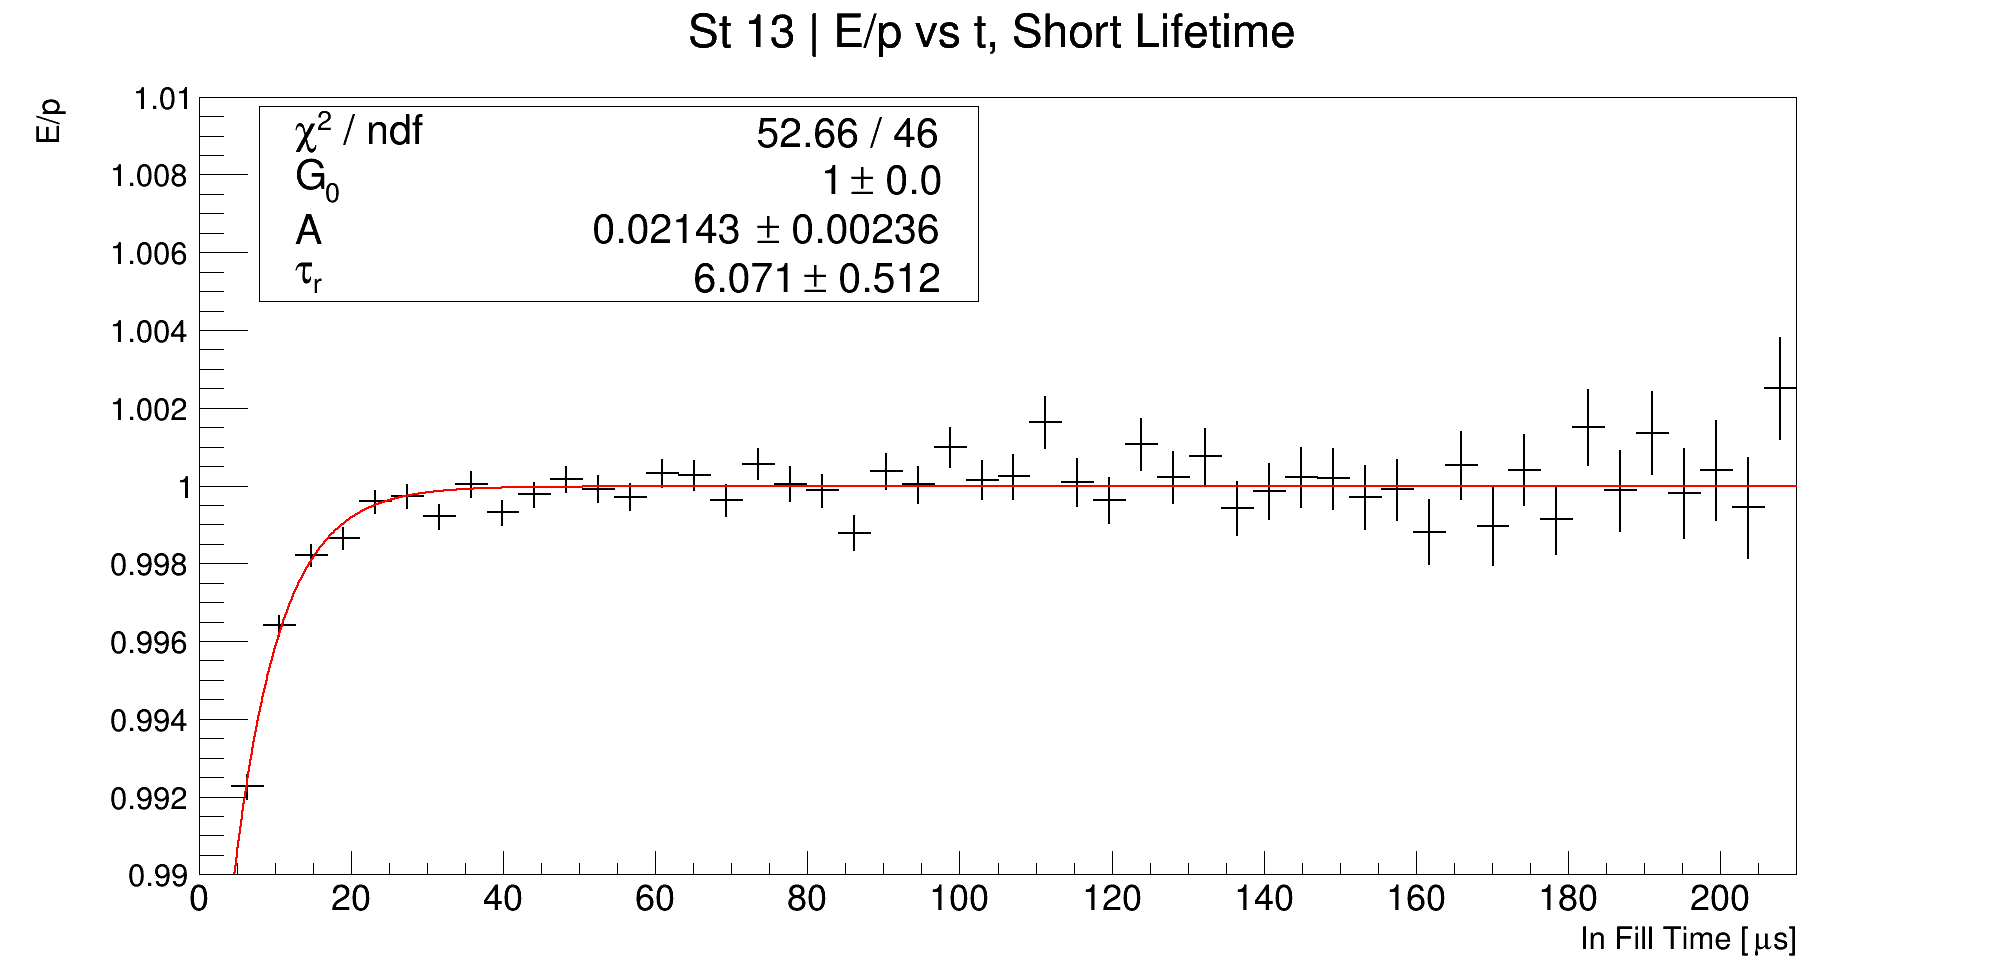 St 13 | E/p vs t, Short Lifetime
E/p
1.01
1.008
1.006
1.004
1.002
1
0.998
0.996
0.994
0.992
0.99
χ² / ndf 52.66 / 46
G₀ 1 ± 0.0
A 0.02143 ± 0.00236
τᵣ 6.071 ± 0.512
0 20 40 60 80 100 120 140 160 180 200
In Fill Time [μs]